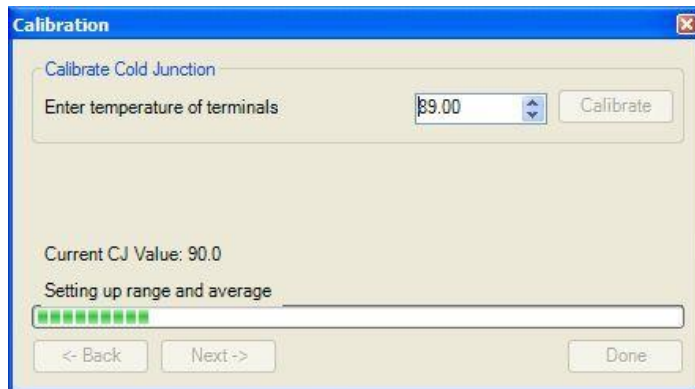 Calibration
Calibrate Cold Junction
Enter temperature of terminals 89.00 Calibrate
Current CJ Value: 90.0
Setting up range and average
<- Back Next -> Done